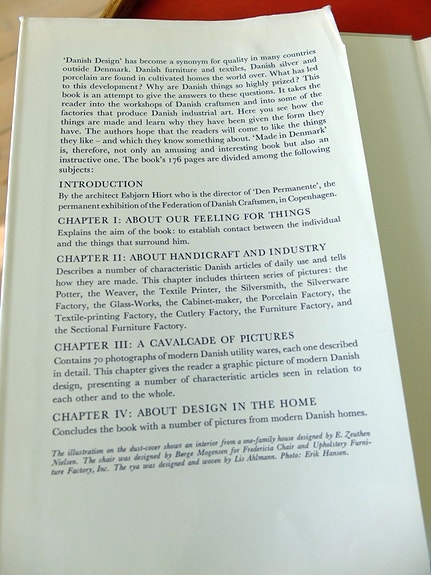 'Danish Design' has become a synonym for quality in many countries
outside Denmark. Danish furniture and textiles, Danish silver and
porcelain are found in cultivated homes the world over. What has led
to this development? Why are Danish things so highly prized? This
book is an attempt to give the answers to these questions. It takes the
reader into the workshops of Danish craftsmen and into some of the
factories that produce Danish industrial art. Here you see how the
things are made and learn why they have been given the form they
have. The authors hope that the readers will come to like the things
they like – and which they know something about. 'Made in Denmark'
is, therefore, not only an amusing and interesting book but also an
instructive one. The book's 176 pages are divided among the following
subjects:
INTRODUCTION
By the architect Esbjørn Hiort who is the director of 'Den Permanente', the
permanent exhibition of the Federation of Danish Craftsmen, in Copenhagen.
CHAPTER I: ABOUT OUR FEELING FOR THINGS
Explains the aim of the book: to establish contact between the individual
and the things that surround him.
CHAPTER II: ABOUT HANDICRAFT AND INDUSTRY
Describes a number of characteristic Danish articles of daily use and tells
how they are made. This chapter includes thirteen series of pictures: the
Potter, the Weaver, the Textile Printer, the Silversmith, the Silverware
Factory, the Glass-Works, the Cabinet-maker, the Porcelain Factory, the
Textile-printing Factory, the Cutlery Factory, the Furniture Factory, and
the Sectional Furniture Factory.
CHAPTER III: A CAVALCADE OF PICTURES
Contains 70 photographs of modern Danish utility wares, each one described
in detail. This chapter gives the reader a graphic picture of modern Danish
design, presenting a number of characteristic articles seen in relation to
each other and to the whole.
CHAPTER IV: ABOUT DESIGN IN THE HOME
Concludes the book with a number of pictures from modern Danish homes.
The illustration on the dust-cover shows an interior from a one-family house designed by E. Zeuthen
Nielsen. The chair was designed by Børge Mogensen for Fredericia Chair and Upholstery Furni-
ture Factory, Inc. The rya was designed and woven by Lis Ahlmann. Photo: Erik Hansen.